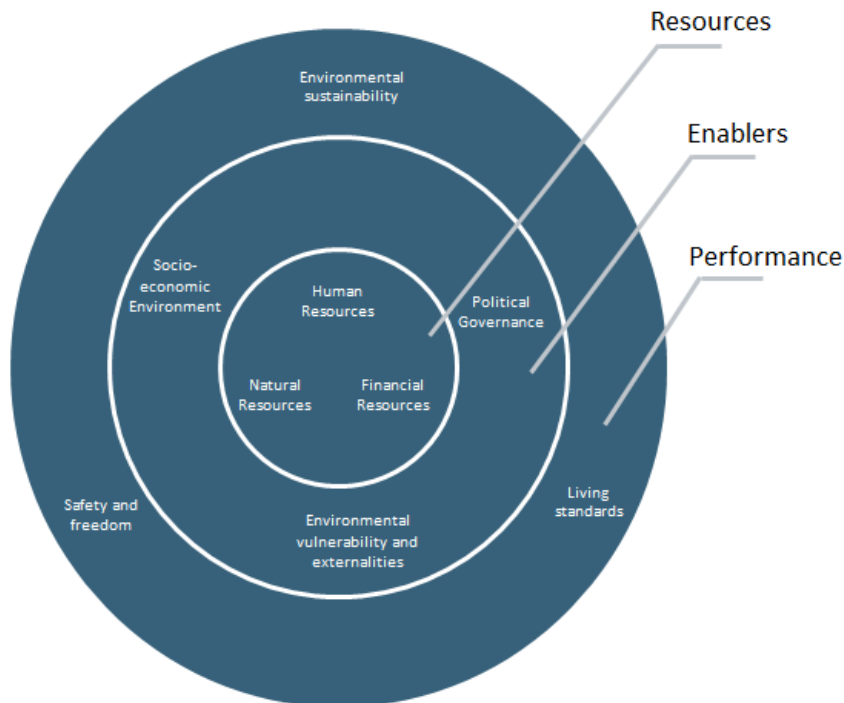 Resources
Enablers
Performance
Environmental
sustainability
Socio-
economic
Environment
Human
Resources
Political
Governance
Natural
Resources
Financial
Resources
Safety and
freedom
Environmental
vulnerability and
externalities
Living
standards